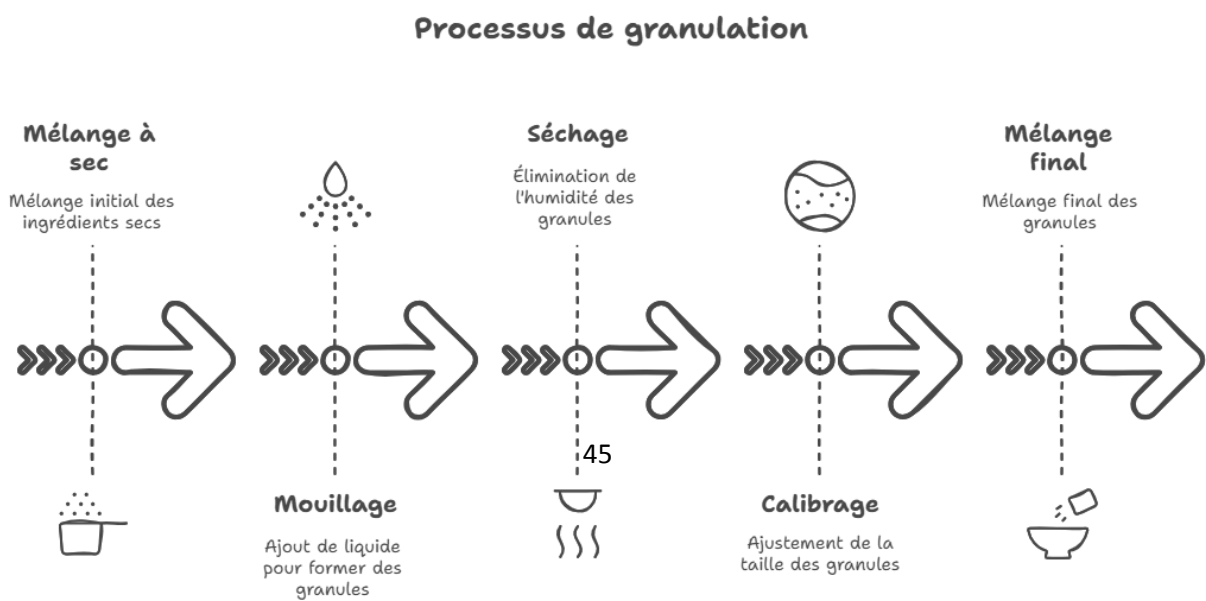 Processus de granulation
Mélange à
sec
Mélange initial des
ingrédients secs
Mouillage
Ajout de liquide
pour former des
granules
Séchage
Élimination de
l'humidité des
granules
45
Calibrage
Ajustement de la
taille des granules
Mélange
final
Mélange final des
granules